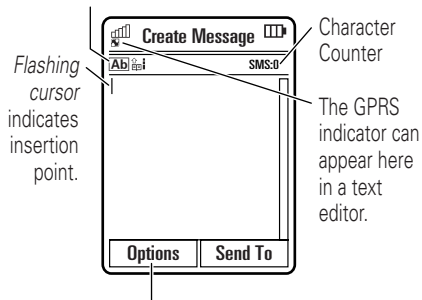 Create Message
Ab
SMS:0
Character
Counter
Flashing
cursor
indicates
insertion
point.
The GPRS
indicator can
appear here
in a text
editor.
Options
Send To